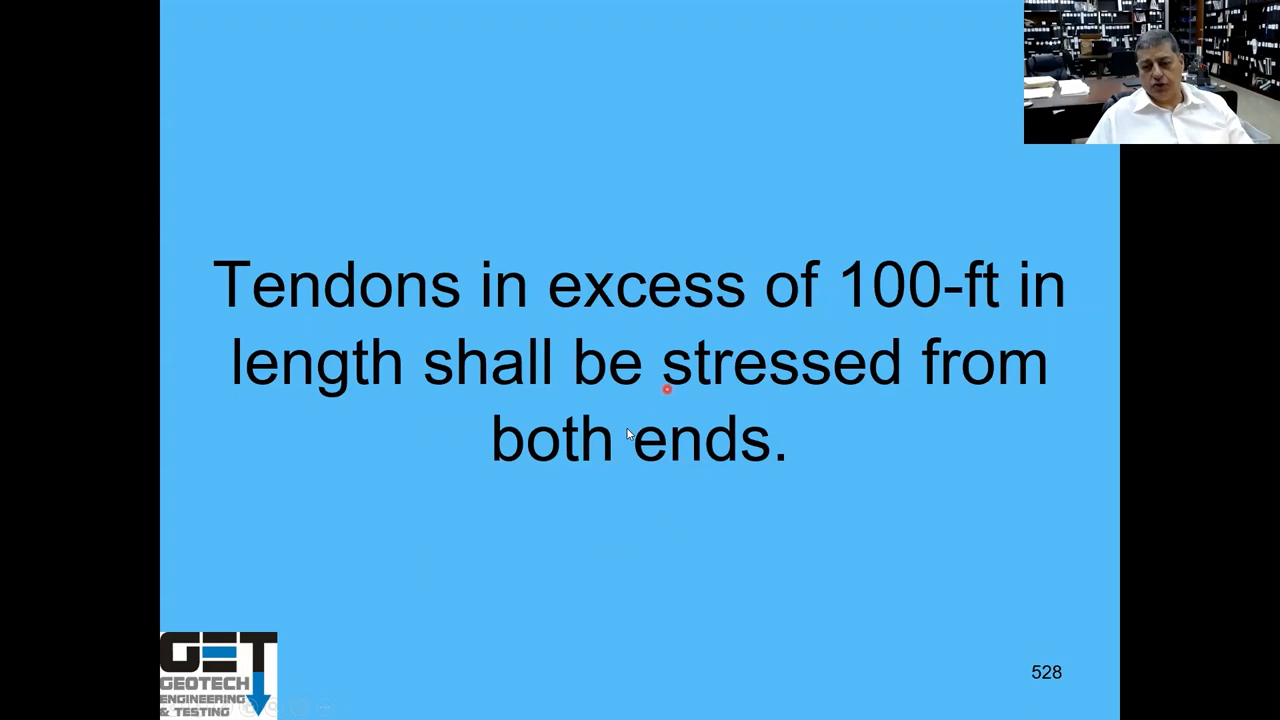 Tendons in excess of 100-ft in
length shall be stressed from
both ends.
GET
GEOTECH
ENGINEERING
& TESTING
528